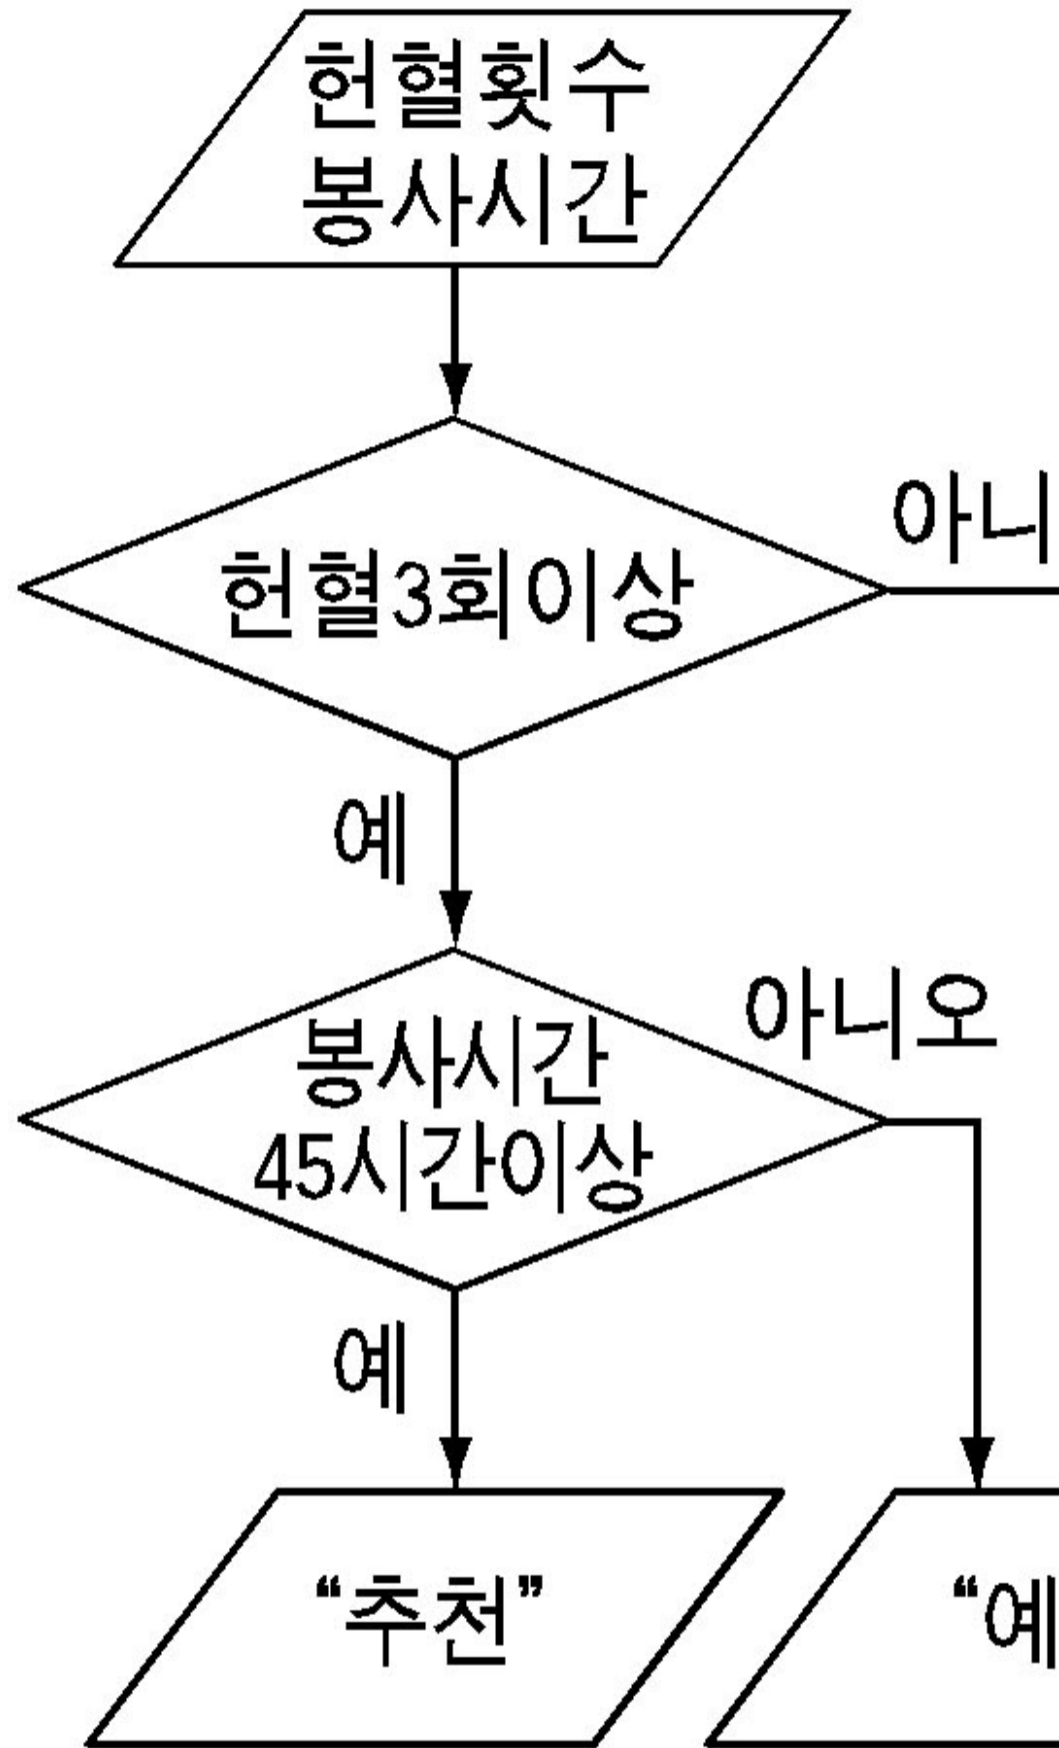 헌혈횟수
봉사시간
아니
헌혈3회이상
예
아니오
봉사시간
45시간이상
예
“추천”
“예